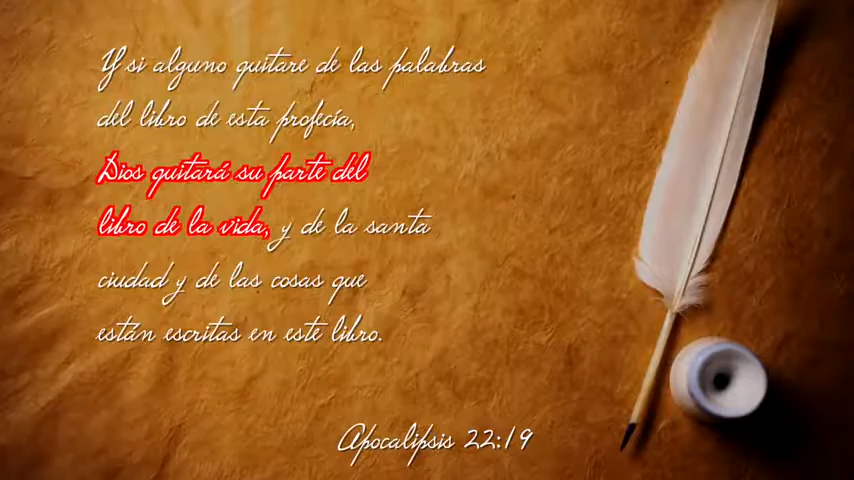 Y si alguno quitare de las palabras
del libro de esta profecía,
Dios quitará su parte del
libro de la vida, y de la santa
ciudad y de las cosas que
están escritas en este libro.
Apocalipsis 22:19